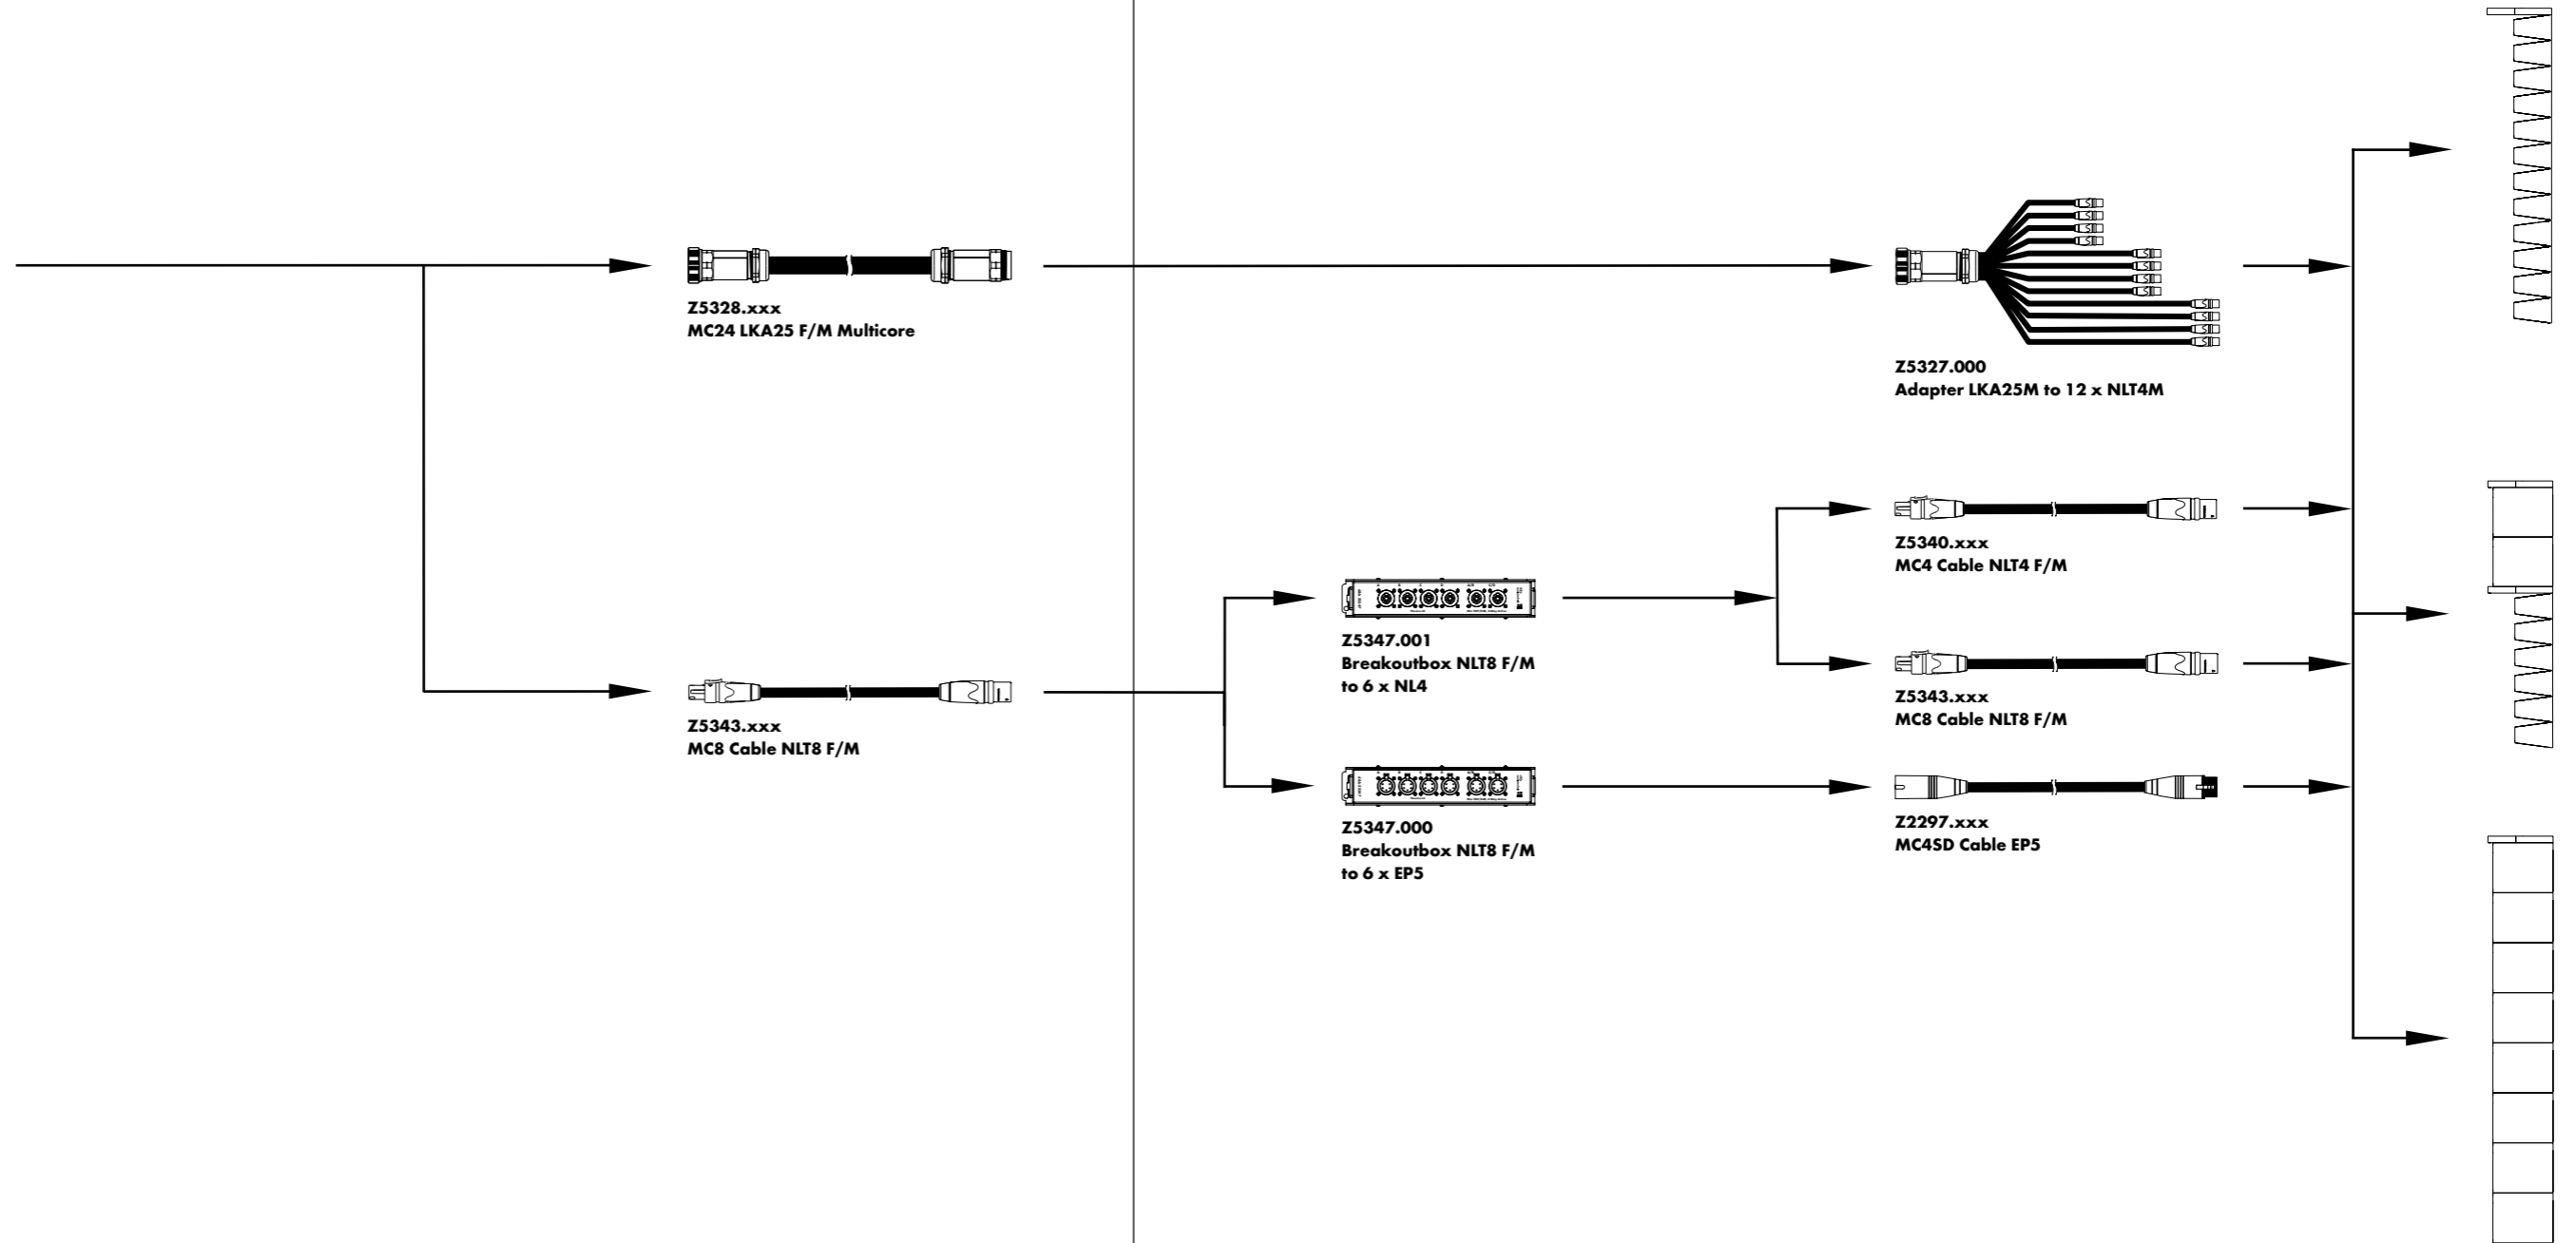 Z5328.xxx
MC24 LKA25 F/M Multicore
Z5327.000
Adapter LKA25M to 12 x NLT4M
Z5340.xxx
MC4 Cable NLT4 F/M
Z5347.001
Breakoutbox NLT8 F/M
to 6 x NL4
Z5343.xxx
MC8 Cable NLT8 F/M
Z5343.xxx
MC8 Cable NLT8 F/M
Z5347.000
Breakoutbox NLT8 F/M
to 6 x EP5
Z2297.xxx
MC4SD Cable EP5